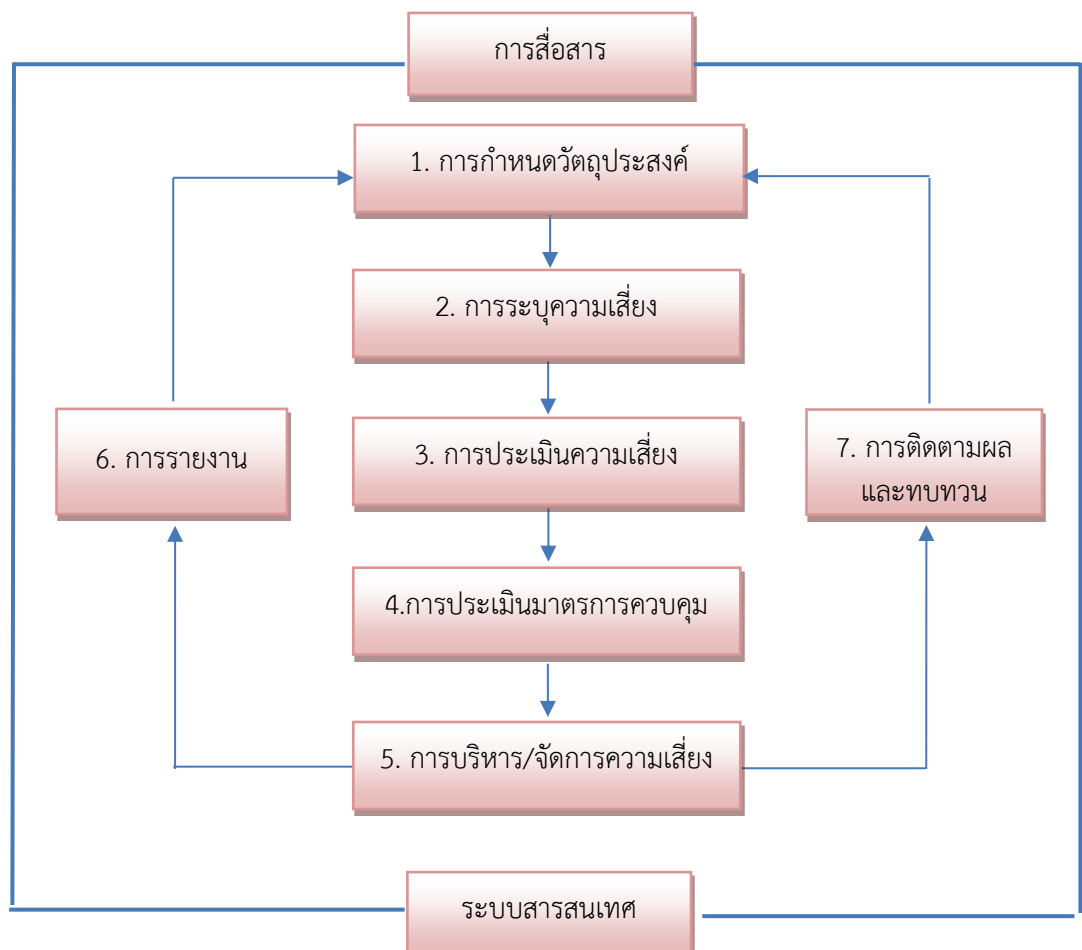 การสื่อสาร
1. การกำหนดวัตถุประสงค์
2. การระบุความเสี่ยง
3. การประเมินความเสี่ยง
6. การรายงาน
7. การติดตามผล
และทบทวน
4.การประเมินมาตรการควบคุม
5. การบริหาร/จัดการความเสี่ยง
ระบบสารสนเทศ